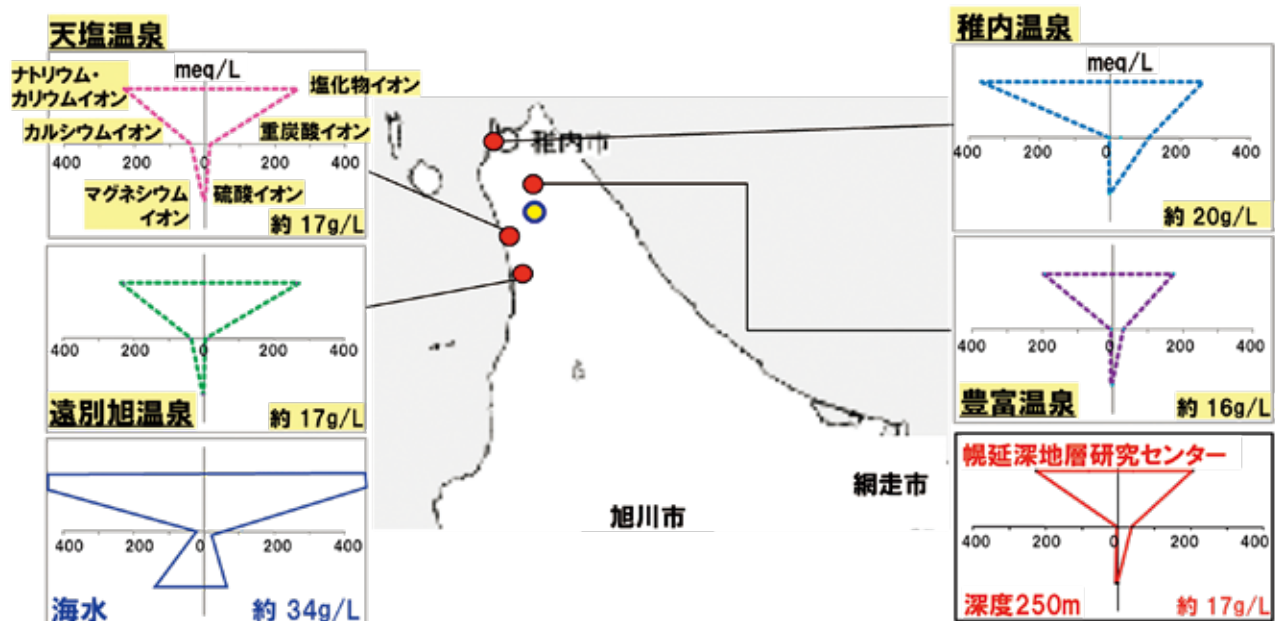 天塩温泉
meq/L
ナトリウム・
カリウムイオン
塩化物イオン
カルシウムイオン
重炭酸イオン
400 200 0 200 400
マグネシウム
イオン
硫酸イオン
約 17g/L
400 200 0 200 400
遠別旭温泉
約 17g/L
400 200 0 200 400
海水
約 34g/L
稚内市
旭川市
網走市
稚内温泉
meq/L
400 200 0 200 400
約 20g/L
400 200 0 200 400
豊富温泉
約 16g/L
幌延深地層研究センター
400 200 0 200 400
深度250m
約 17g/L